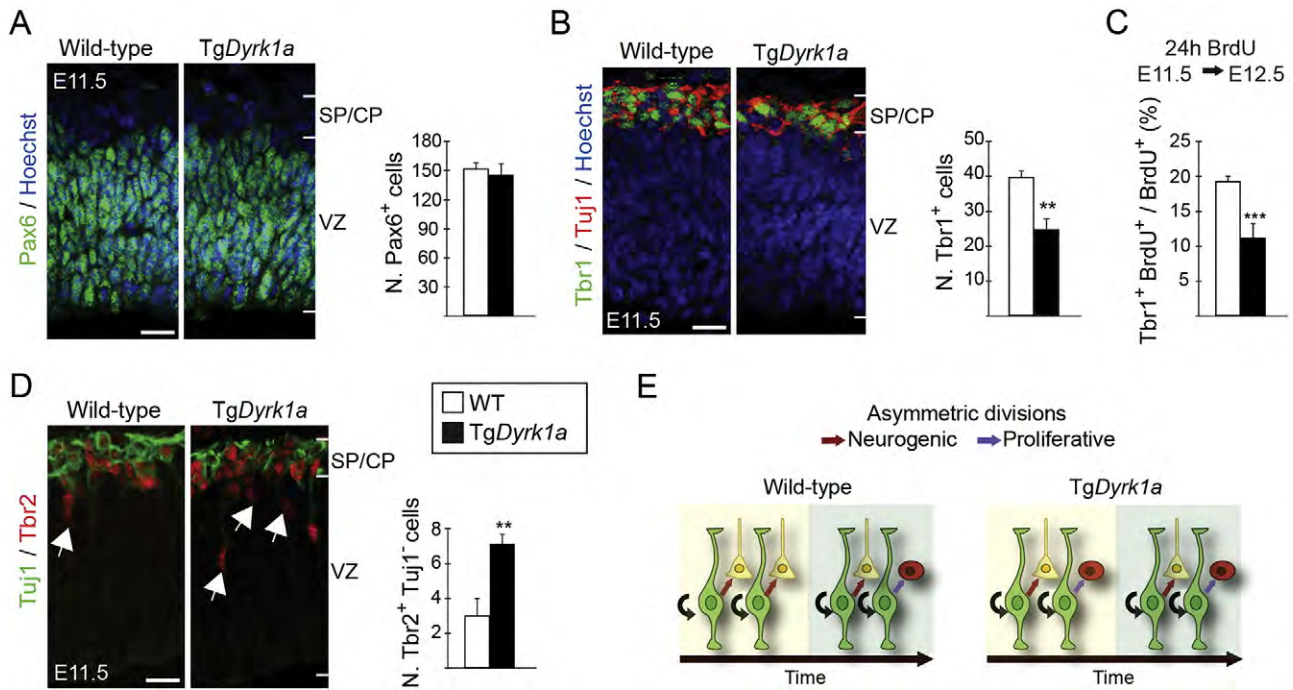 A
Wild-type TgDyrk1a
E11.5
Pax6 / Hoechst
SP/CP
VZ
N. Pax6⁺ cells
180
150
120
90
60
30
B
Wild-type TgDyrk1a
Tbr1 / Tuj1 / Hoechst
E11.5
SP/CP
VZ
N. Tbr1⁺ cells
40
30
20
10
**
C
24h BrdU
E11.5 E12.5
Tbr1⁺ BrdU⁺ / BrdU⁺ (%)
25
20
15
10
5
***
D
Wild-type TgDyrk1a
Tuj1 / Tbr2
E11.5
SP/CP
VZ
WT
TgDyrk1a
N. Tbr2⁺ Tuj1⁻ cells
8
6
4
2
**
E
Asymmetric divisions
Neurogenic Proliferative
Wild-type TgDyrk1a
Time Time